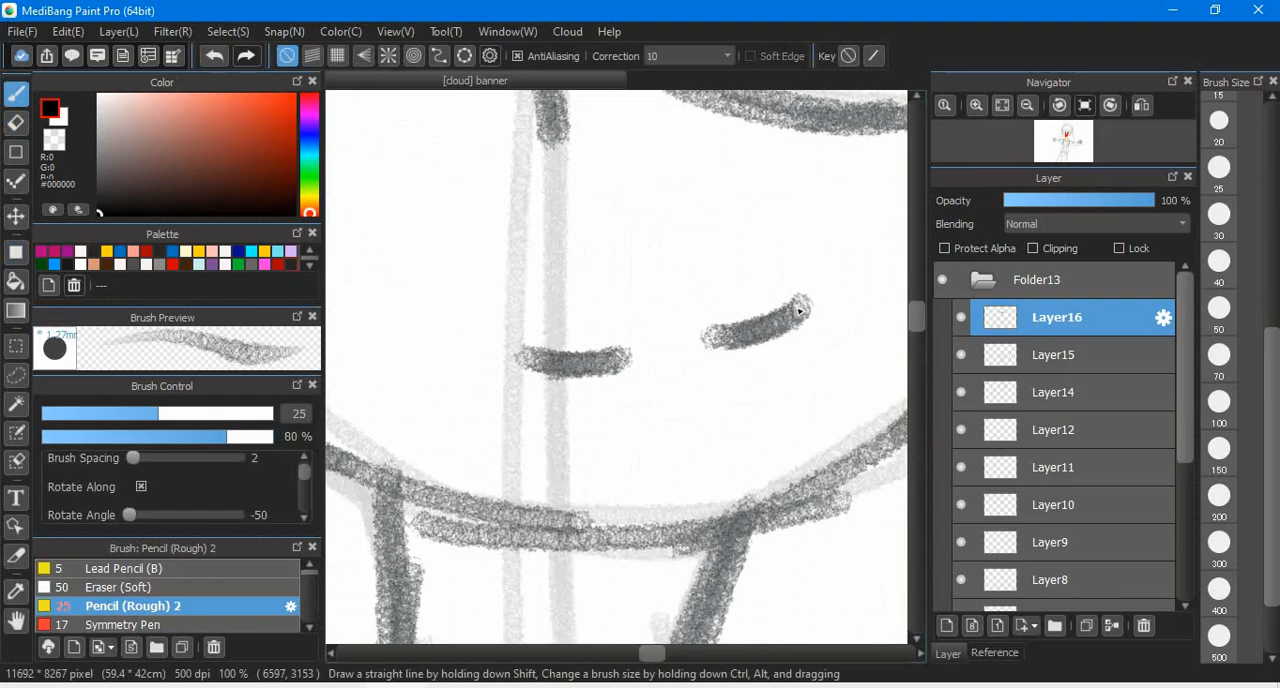 MediBang Paint Pro (64bit)
File(F) Edit(E) Layer(L) Filter(R) Select(S) Snap(N) Color(C) View(V) Tool(T) Window(W) Cloud Help
AntiAliasing Correction 10 Soft Edge Key
Color
R:0
G:0
B:0
#000000
Palette
---
Brush Preview
* 1.27mm
Brush Control
25
80 %
Brush Spacing 2
Rotate Along
Rotate Angle -50
Brush: Pencil (Rough) 2
5 Lead Pencil (B)
50 Eraser (Soft)
25 Pencil (Rough) 2
17 Symmetry Pen
[cloud] banner
Navigator
Layer
Opacity 100 %
Blending Normal
Protect Alpha Clipping Lock
Folder13
Layer16
Layer15
Layer14
Layer12
Layer11
Layer10
Layer9
Layer8
Layer Reference
Brush Size
15
20
25
30
40
50
70
100
150
200
300
400
500
11692 * 8267 pixel (59.4 * 42cm) 500 dpi 100 % ( 6597, 3153 ) Draw a straight line by holding down Shift, Change a brush size by holding down Ctrl, Alt, and dragging